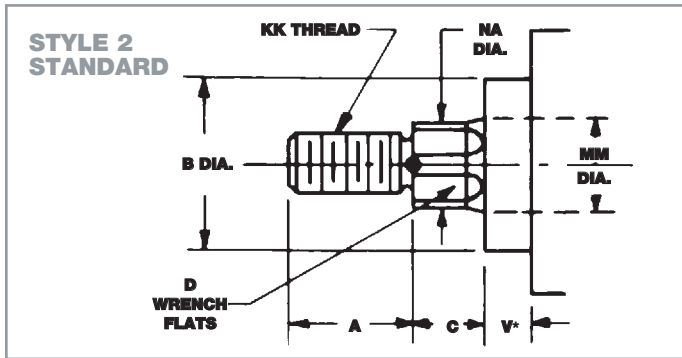 STYLE 2
STANDARD
KK THREAD
NA
DIA.
B DIA.
MM
DIA.
D
WRENCH
FLATS
A
C
V*